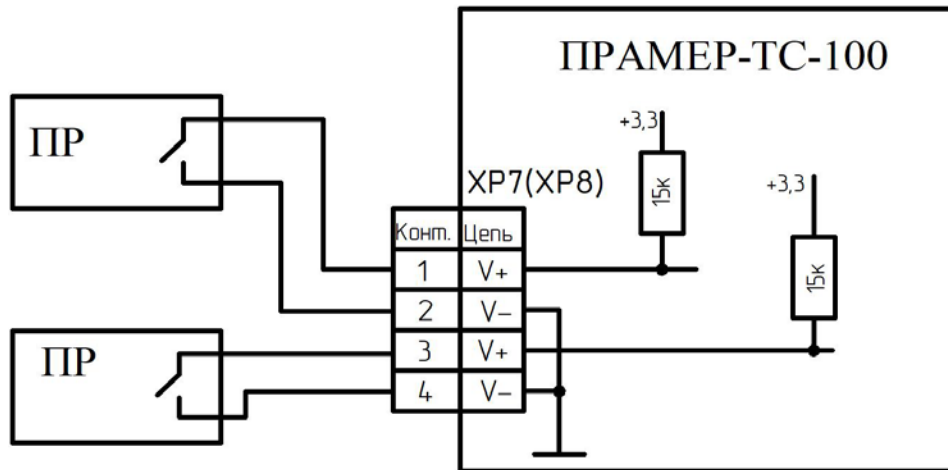 ПРАМЕР-ТС-100
ПР
+3,3
15к
+3,3
15к
XP7(XP8)
Конт. Цепь
1 V+
2 V−
3 V+
4 V−
ПР